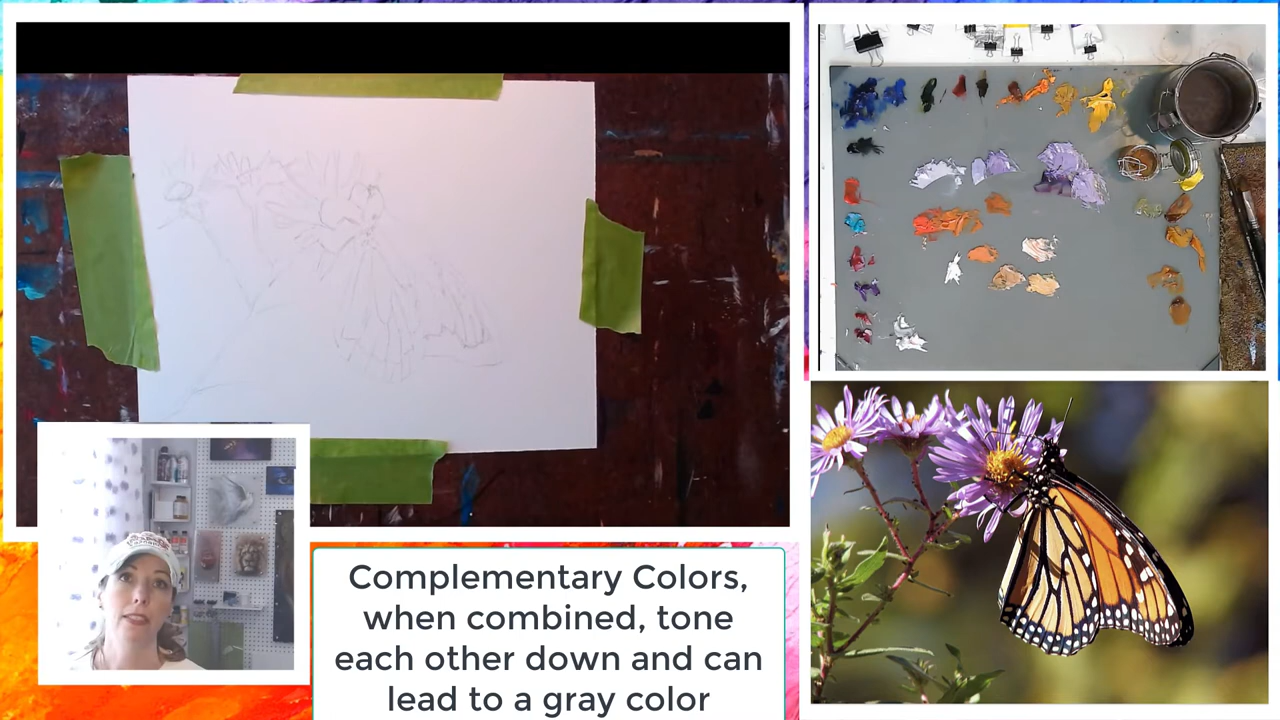 Complementary Colors,
when combined, tone
each other down and can
lead to a gray color